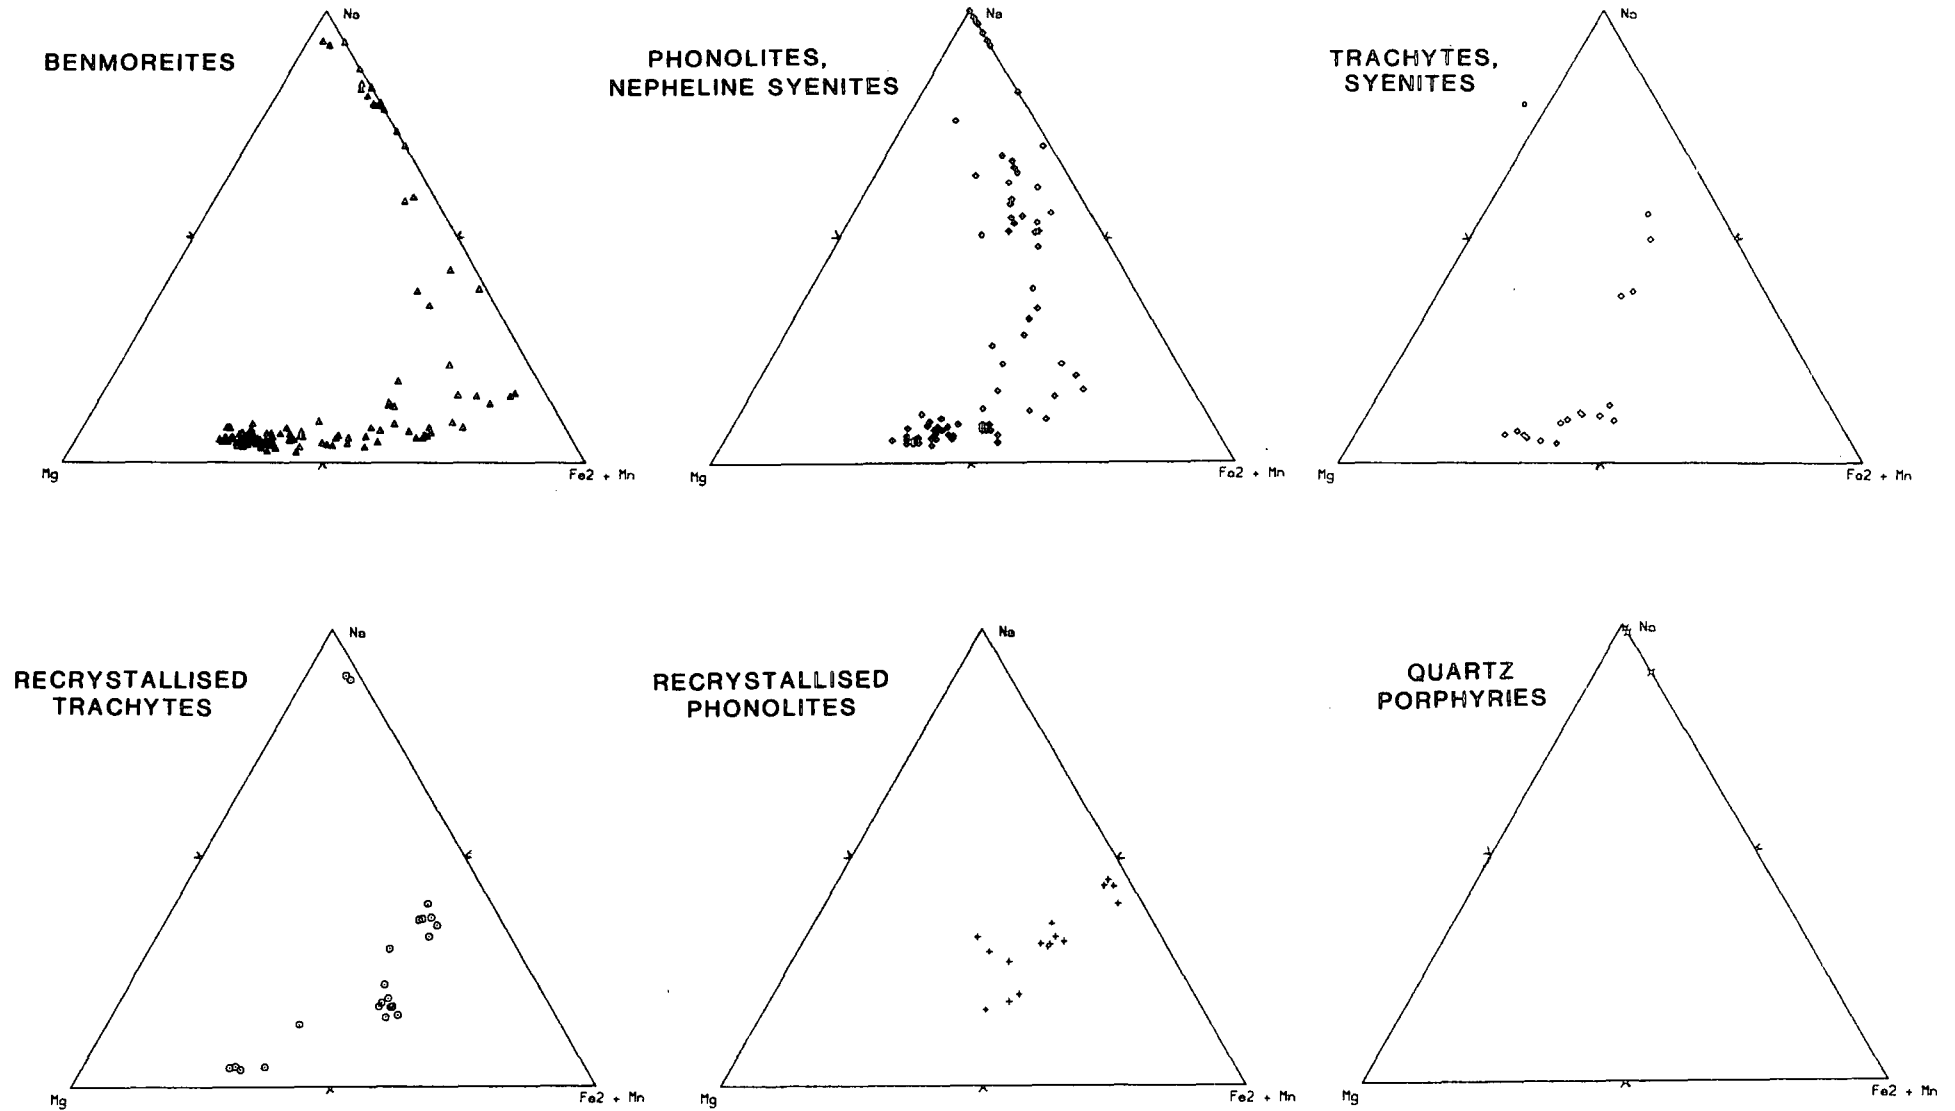 BENMOREITES
Na
Mg
Fe2 + Mn
PHONOLITES,
NEPHELINE SYENITES
Na
Mg
Fe2 + Mn
TRACHYTES,
SYENITES
Na
Mg
Fe2 + Mn
RECRYSTALLISED
TRACHYTES
Na
Mg
Fe2 + Mn
RECRYSTALLISED
PHONOLITES
Na
Mg
Fe2 + Mn
QUARTZ
PORPHYRIES
Na
Mg
Fe2 + Mn